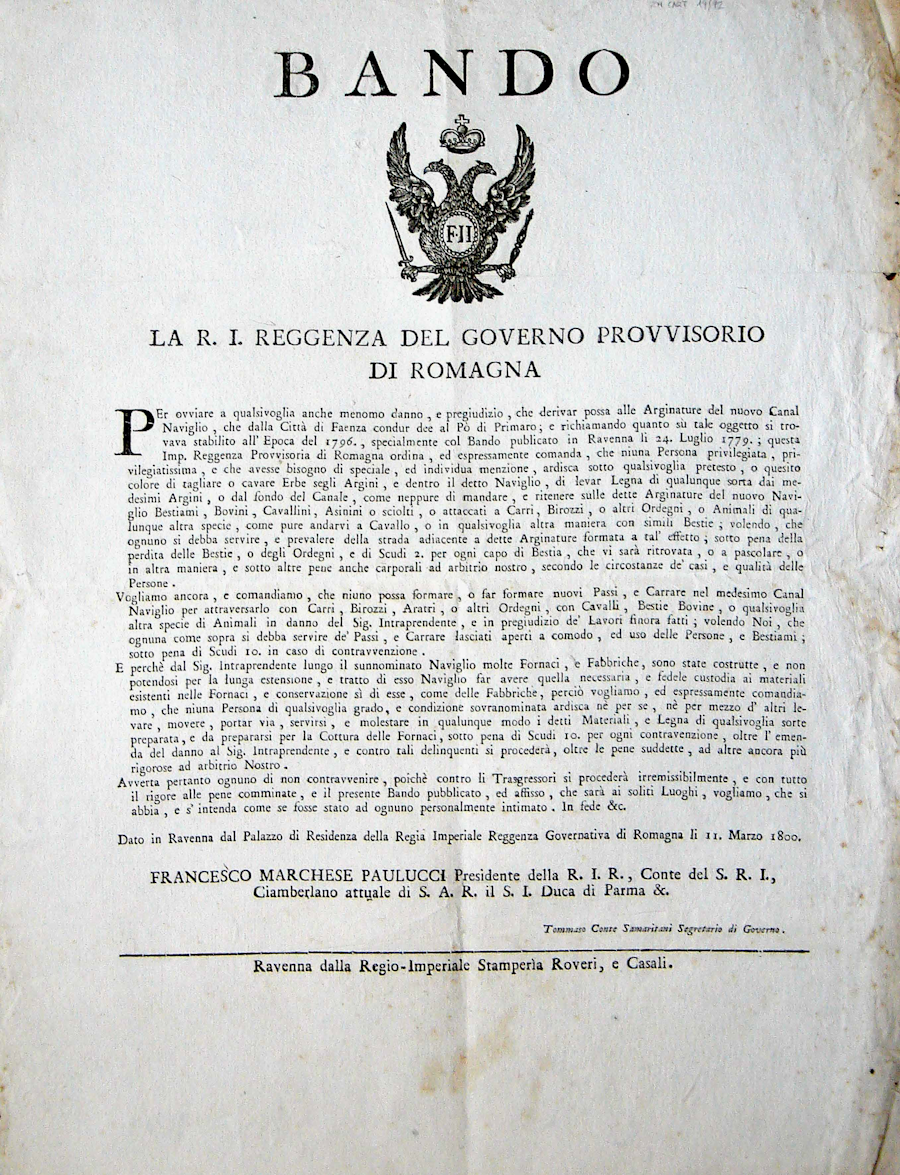 BANDO
F·II
LA R. I. REGGENZA DEL GOVERNO PROVVISORIO
DI ROMAGNA
PEr ovviare a qualsivoglia anche menomo danno , e pregiudizio , che derivar possa alle Arginature del nuovo Canal
Naviglio , che dalla Città di Faenza condur dee al Pò di Primaro; e richiamando quanto sù tale oggetto si tro-
vava stabilito all' Epoca del 1796. , specialmente col Bando publicato in Ravenna li 24. Luglio 1779. ; questa
Imp. Reggenza Provvisoria di Romagna ordina , ed espressamente comanda , che niuna Persona privilegiata , pri-
vilegiatissima , e che avesse bisogno di speciale , ed individua menzione , ardisca sotto qualsivoglia pretesto , o quesito
colore di tagliare o cavare Erbe segli Argini , e dentro il detto Naviglio , di levar Legna di qualunque sorta dai me-
desimi Argini , o dal fondo del Canale , come neppure di mandare , e ritenere sulle dette Arginature del nuovo Navi-
glio Bestiami , Bovini , Cavallini , Asinini o sciolti , o attaccati a Carri , Birozzi , o altri Ordegni , o Animali di qua-
lunque altra specie , come pure andarvi a Cavallo , o in qualsivoglia altra maniera con simili Bestie ; volendo , che
ognuno si debba servire , e prevalere della strada adiacente a dette Arginature formata a tal' effetto ; sotto pena della
perdita delle Bestie , o degli Ordegni , e di Scudi 2. per ogni capo di Bestia , che vi sarà ritrovata , o a pascolare , o
in altra maniera , e sotto altre pene anche carporali ad arbitrio nostro , secondo le circostanze de' casi , e qualità delle
Persone .
Vogliamo ancora , e comandiamo , che niuno possa formare , o far formare nuovi Passi , e Carrare nel medesimo Canal
Naviglio per attraversarlo con Carri , Birozzi , Aratri , o altri Ordegni , con Cavalli , Bestie Bovine , o qualsivoglia
altra specie di Animali in danno del Sig. Intraprendente , e in pregiudizio de' Lavori finora fatti ; volendo Noi , che
ognuna come sopra si debba servire de' Passi , e Carrare lasciati aperti a comodo , ed uso delle Persone , e Bestiami ;
sotto pena di Scudi 10. in caso di contravvenzione .
E perchè dal Sig. Intraprendente lungo il sunnominato Naviglio molte Fornaci , e Fabbriche, sono state costrutte , e non
potendosi per la lunga estensione , e tratto di esso Naviglio far avere quella necessaria , e fedele custodia ai materiali
esistenti nelle Fornaci , e conservazione sì di esse , come delle Fabbriche, perciò vogliamo , ed espressamente comandia-
mo , che niuna Persona di qualsivoglia grado, e condizione sovranominata ardisca nè per se , nè per mezzo d' altri le-
vare , movere , portar via , servirsi , e molestare in qualunque modo i detti Materiali , e Legna di qualsivoglia sorte
preparata , e da prepararsi per la Cottura delle Fornaci, sotto pena di Scudi 10. per ogni contravenzione , oltre l' emen-
da del danno al Sig. Intraprendente , e contro tali delinquenti si procederà, oltre le pene suddette , ad altre ancora più
rigorose ad arbitrio Nostro .
Avverta pertanto ognuno di non contravvenire , poichè contro li Trasgressori si procederà irremissibilmente , e con tutto
il rigore alle pene comminate , e il presente Bando pubblicato , ed affisso , che sarà ai soliti Luoghi , vogliamo , che si
abbia , e s' intenda come se fosse stato ad ognuno personalmente intimato . In fede &c.
Dato in Ravenna dal Palazzo di Residenza della Regia Imperiale Reggenza Governativa di Romagna li 11. Marzo 1800.
FRANCESCO MARCHESE PAULUCCI Presidente della R. I. R., Conte del S. R. I.,
Ciamberlano attuale di S. A. R. il S. I. Duca di Parma &.
Tommaso Conte Samaritani Segretario di Governo .
Ravenna dalla Regio-Imperiale Stamperìa Roveri, e Casali.